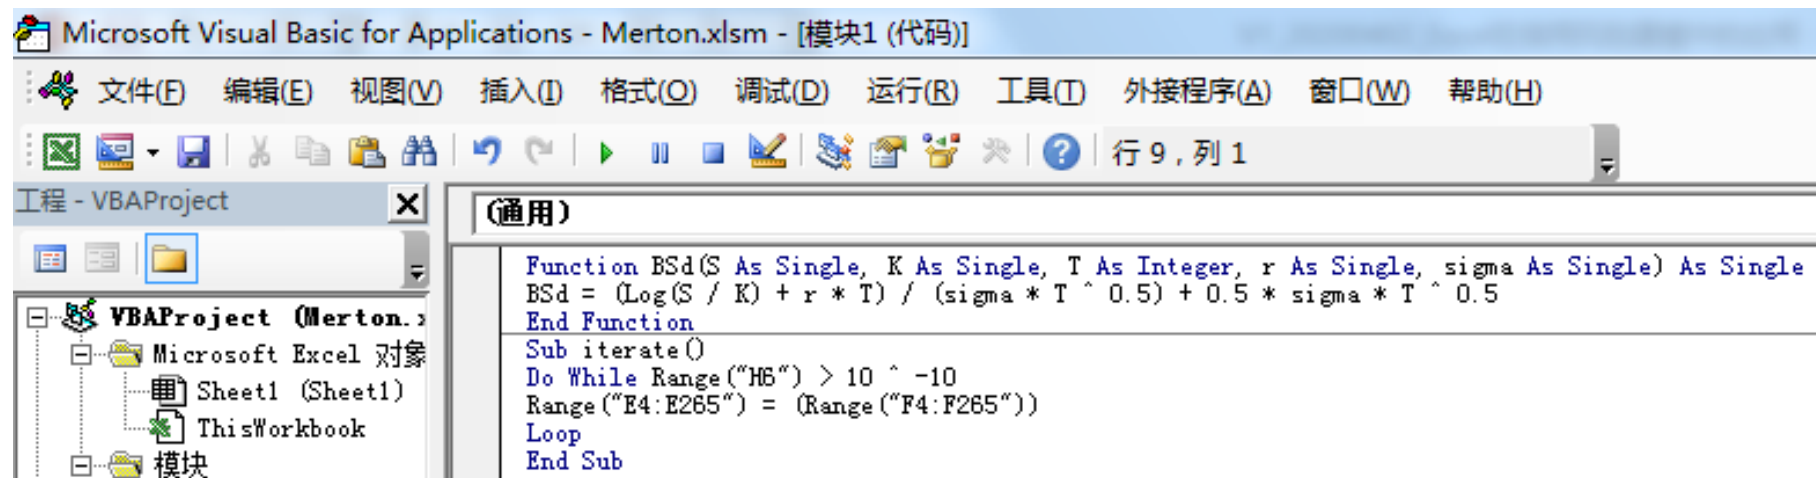 Microsoft Visual Basic for Applications - Merton.xlsm - [模块1 (代码)]
文件(F) 编辑(E) 视图(V) 插入(I) 格式(O) 调试(D) 运行(R) 工具(T) 外接程序(A) 窗口(W) 帮助(H)
行 9 , 列 1
工程 - VBAProject
(通用)
Function BSd(S As Single, K As Single, T As Integer, r As Single, sigma As Single) As Single
BSd = (Log(S / K) + r * T) / (sigma * T ^ 0.5) + 0.5 * sigma * T ^ 0.5
End Function
Sub iterate()
Do While Range("H6") > 10 ^ -10
Range("E4:E265") = (Range("F4:F265"))
Loop
End Sub
VBAProject (Merton.
Microsoft Excel 对象
Sheet1 (Sheet1)
ThisWorkbook
模块